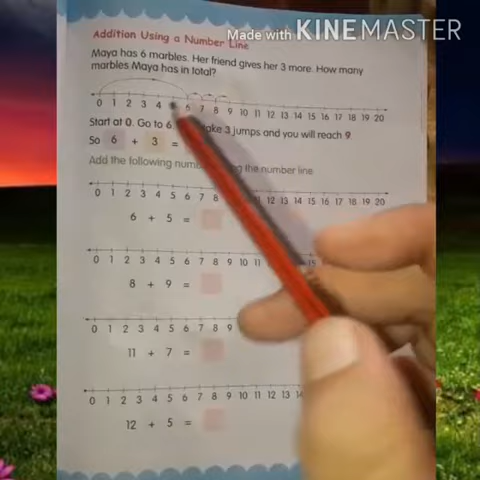 Made with KINEMASTER
Addition Using a Number Line
Maya has 6 marbles. Her friend gives her 3 more. How many
marbles Maya has in total?
0 1 2 3 4 6 7 8 9 10 11 12 13 14 15 16 17 18 19 20
Start at 0. Go to 6. 3 jumps and you will reach 9
So 6 + 3 =
Add the following the number line
0 1 2 3 4 5 6 7 8 12 13 14 15 16 17 18 19 20
6 + 5 =
0 1 2 3 4 5 6 7 8 9 10 11 15
8 + 9 =
0 1 2 3 4 5 6 7 8 9
11 + 7 =
0 1 2 3 4 5 6 7 8 9 10 11 12 13 14
12 + 5 =